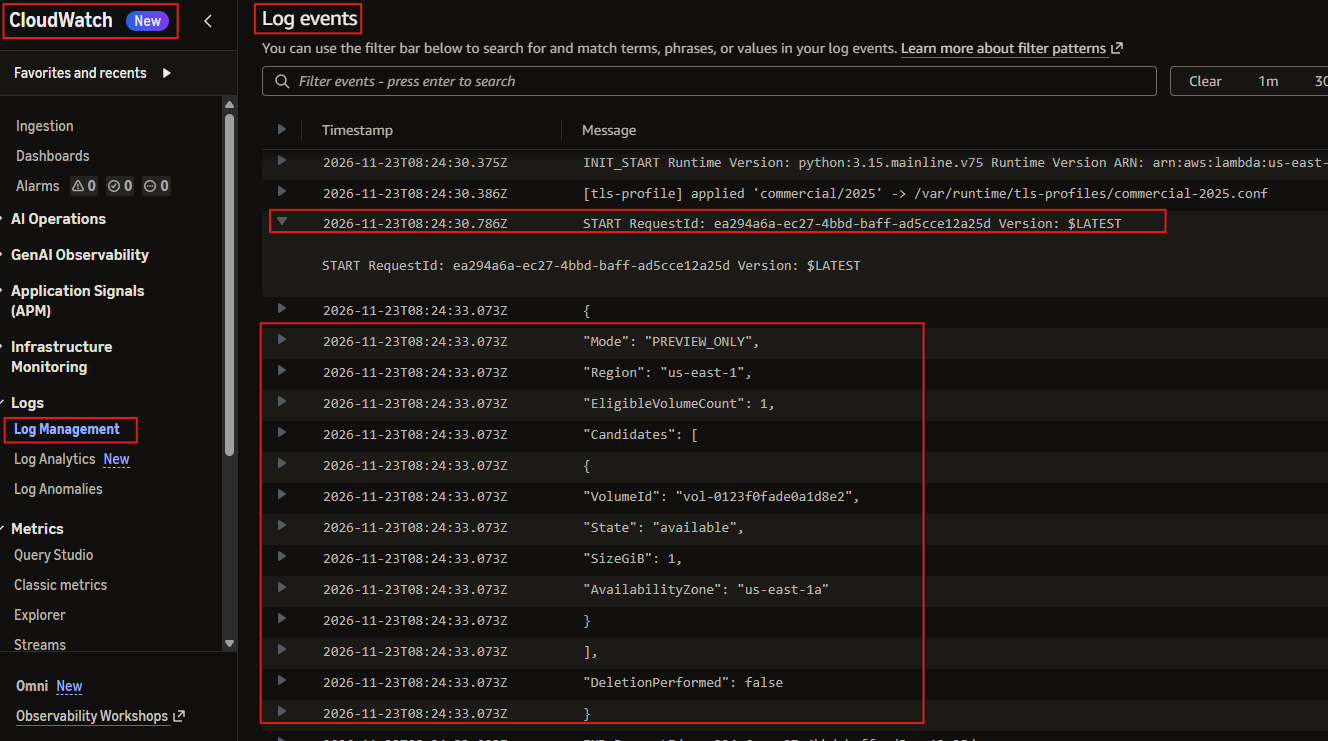 CloudWatch New
Favorites and recents
Ingestion
Dashboards
Alarms 0 0 0
AI Operations
GenAI Observability
Application Signals
(APM)
Infrastructure
Monitoring
Logs
Log Management
Log Analytics New
Log Anomalies
Metrics
Query Studio
Classic metrics
Explorer
Streams
Omni New
Observability Workshops
Log events
You can use the filter bar below to search for and match terms, phrases, or values in your log events. Learn more about filter patterns
Filter events - press enter to search
Clear 1m 30
Timestamp Message
2026-11-23T08:24:30.375Z INIT_START Runtime Version: python:3.15.mainline.v75 Runtime Version ARN: arn:aws:lambda:us-east-
2026-11-23T08:24:30.386Z [tls-profile] applied 'commercial/2025' -> /var/runtime/tls-profiles/commercial-2025.conf
2026-11-23T08:24:30.786Z START RequestId: ea294a6a-ec27-4bbd-baff-ad5cce12a25d Version: $LATEST
START RequestId: ea294a6a-ec27-4bbd-baff-ad5cce12a25d Version: $LATEST
2026-11-23T08:24:33.073Z {
2026-11-23T08:24:33.073Z "Mode": "PREVIEW_ONLY",
2026-11-23T08:24:33.073Z "Region": "us-east-1",
2026-11-23T08:24:33.073Z "EligibleVolumeCount": 1,
2026-11-23T08:24:33.073Z "Candidates": [
2026-11-23T08:24:33.073Z {
2026-11-23T08:24:33.073Z "VolumeId": "vol-0123f0fade0a1d8e2",
2026-11-23T08:24:33.073Z "State": "available",
2026-11-23T08:24:33.073Z "SizeGiB": 1,
2026-11-23T08:24:33.073Z "AvailabilityZone": "us-east-1a"
2026-11-23T08:24:33.073Z }
2026-11-23T08:24:33.073Z ],
2026-11-23T08:24:33.073Z "DeletionPerformed": false
2026-11-23T08:24:33.073Z }